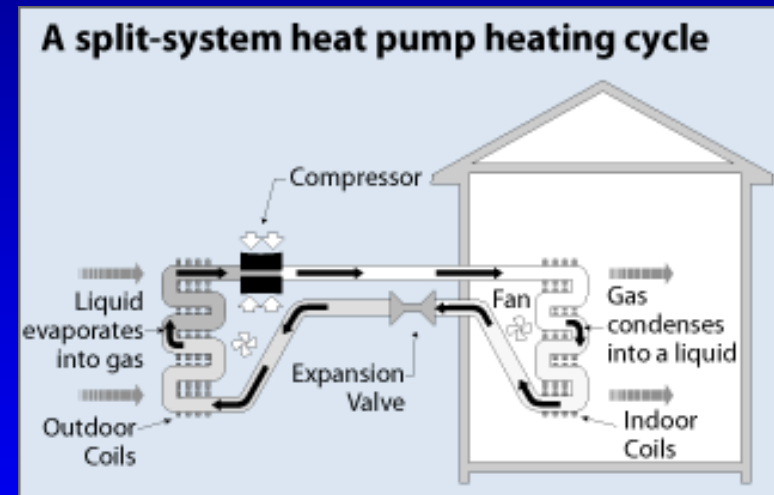 A split-system heat pump heating cycle
Compressor
Liquid
evaporates
into gas
Fan
Gas
condenses
into a liquid
Expansion
Valve
Outdoor
Coils
Indoor
Coils